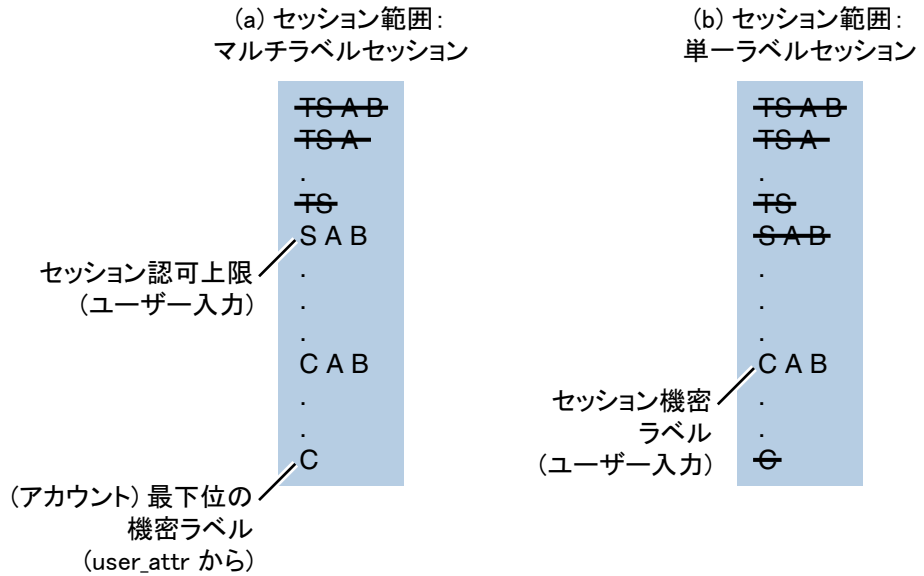 (a) セッション範囲：
マルチラベルセッション
TS A B
TS A
.
TS
S A B
.
.
.
C A B
.
.
C
セッション認可上限
（ユーザー入力）
（アカウント）最下位の
機密ラベル
（user_attr から）
(b) セッション範囲：
単一ラベルセッション
TS A B
TS A
.
TS
S A B
.
.
.
C A B
.
.
C
セッション機密
ラベル
（ユーザー入力）